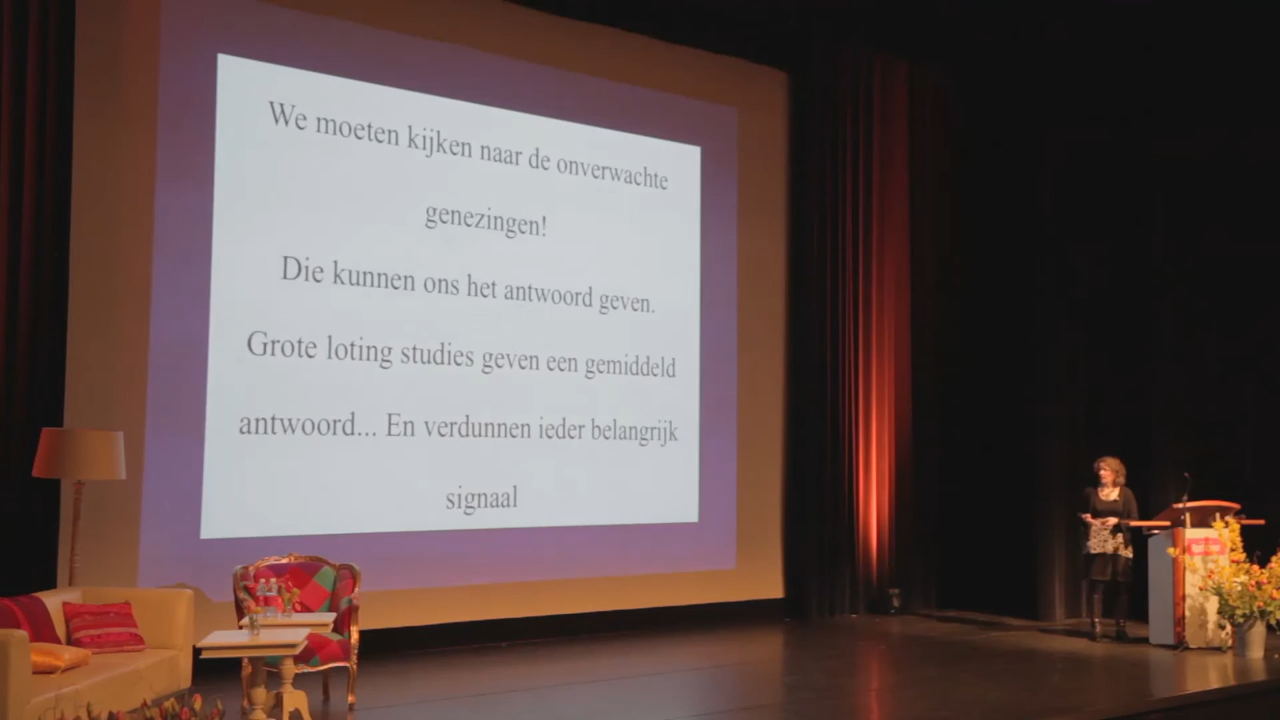 We moeten kijken naar de onverwachte
genezingen!
Die kunnen ons het antwoord geven.
Grote loting studies geven een gemiddeld
antwoord... En verdunnen ieder belangrijk
signaal